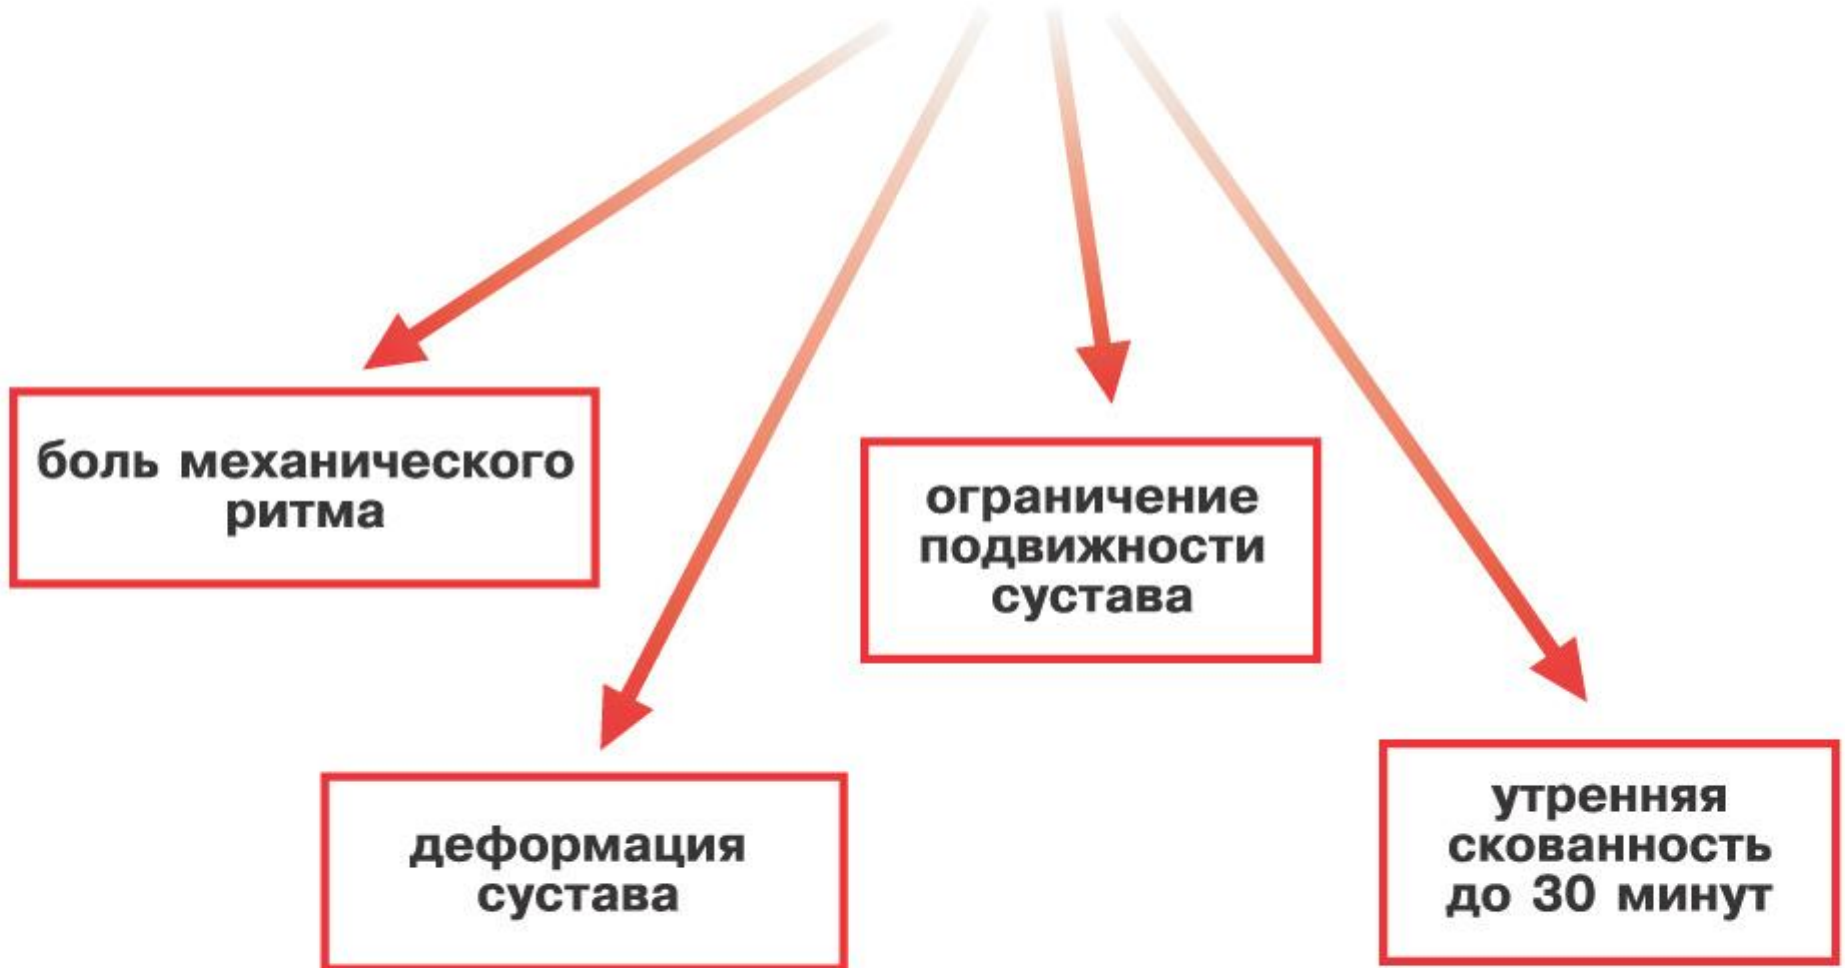 боль механического
ритма
ограничение
подвижности
сустава
деформация
сустава
утренняя
скованность
до 30 минут